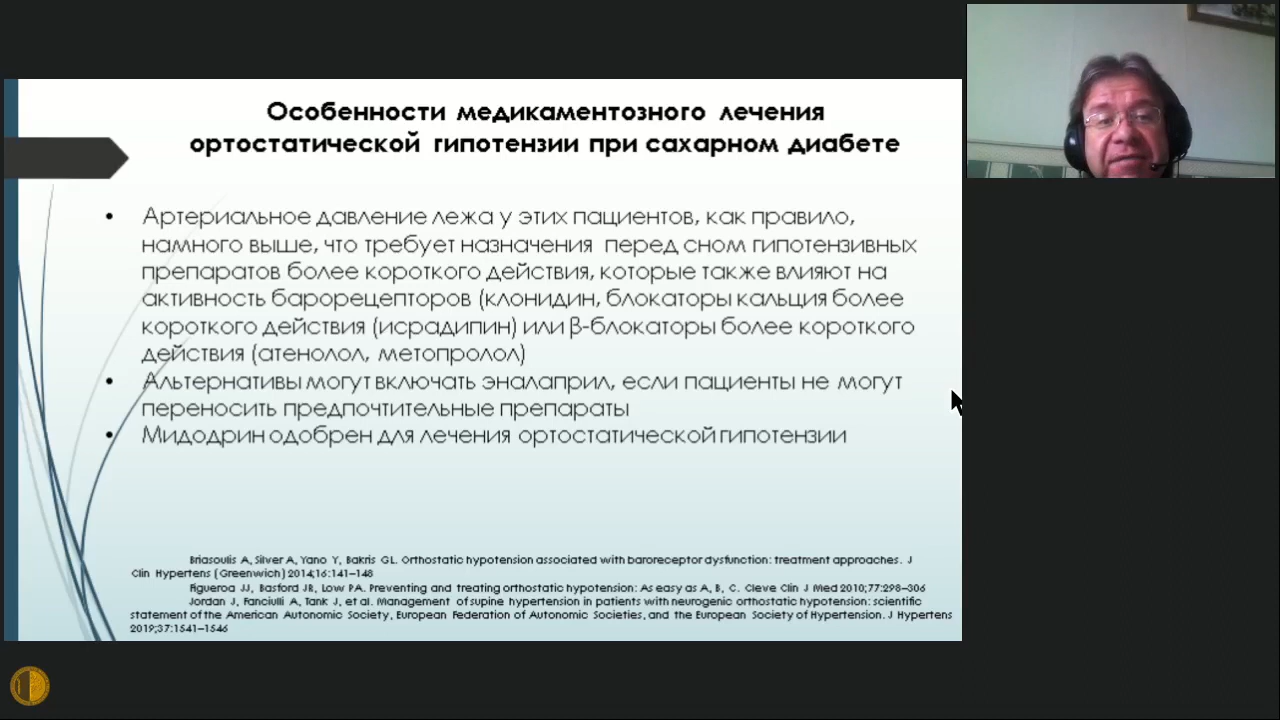 Особенности медикаментозного лечения
ортостатической гипотензии при сахарном диабете
• Артериальное давление лежа у этих пациентов, как правило,
намного выше, что требует назначения перед сном гипотензивных
препаратов более короткого действия, которые также влияют на
активность барорецепторов (клонидин, блокаторы кальция более
короткого действия (исрадипин) или β-блокаторы более короткого
действия (атенолол, метопролол)
• Альтернативы могут включать эналаприл, если пациенты не могут
переносить предпочтительные препараты
• Мидодрин одобрен для лечения ортостатической гипотензии
Briasoulis A, Silver A, Yano Y, Bakris GL. Orthostatic hypotension associated with baroreceptor dysfunction: treatment approaches. J
Clin Hypertens (Greenwich) 2014;16:141–148
Figueroa JJ, Basford JR, Low PA. Preventing and treating orthostatic hypotension: As easy as A, B, C. Cleve Clin J Med 2010;77:298–306
Jordan J, Fanciulli A, Tank J, et al. Management of supine hypertension in patients with neurogenic orthostatic hypotension: scientific
statement of the American Autonomic Society, European Federation of Autonomic Societies, and the European Society of Hypertension. J Hypertens
2019;37:1541–1546